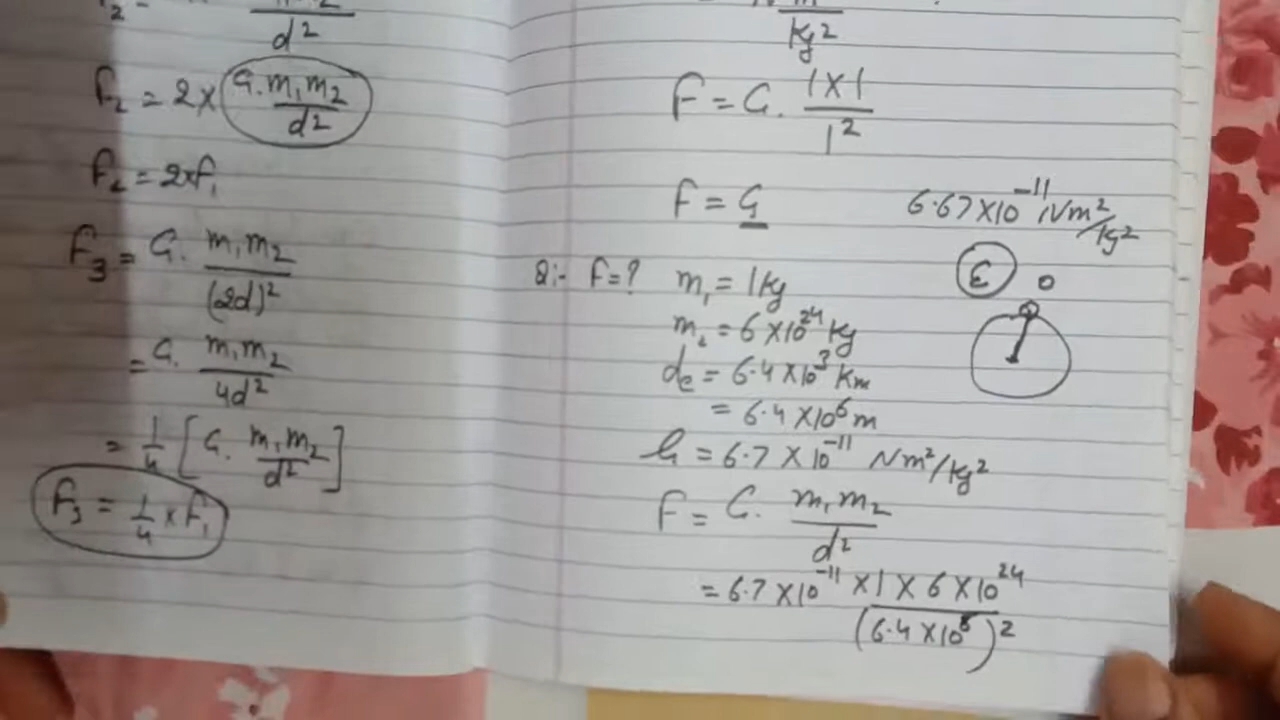 d²
F₂ = 2 × G. m₁m₂ / d²
F₂ = 2×F₁
F₃ = G. m₁m₂ / (2d)²
= G. m₁m₂ / 4d²
= 1/4 [G. m₁m₂ / d²]
F₃ = 1/4 × F₁
kg²
F = G. 1×1 / 1²
F = G
6.67×10⁻¹¹ Nm²/kg²
E
Q:- F=? m₁ = 1kg
m₂ = 6×10²⁴ kg
de = 6.4×10³ Km
= 6.4×10⁶ m
G = 6.7 × 10⁻¹¹ Nm²/kg²
F = G. m₁m₂ / d²
= 6.7×10⁻¹¹ × 1 × 6 × 10²⁴ / (6.4×10⁶)²